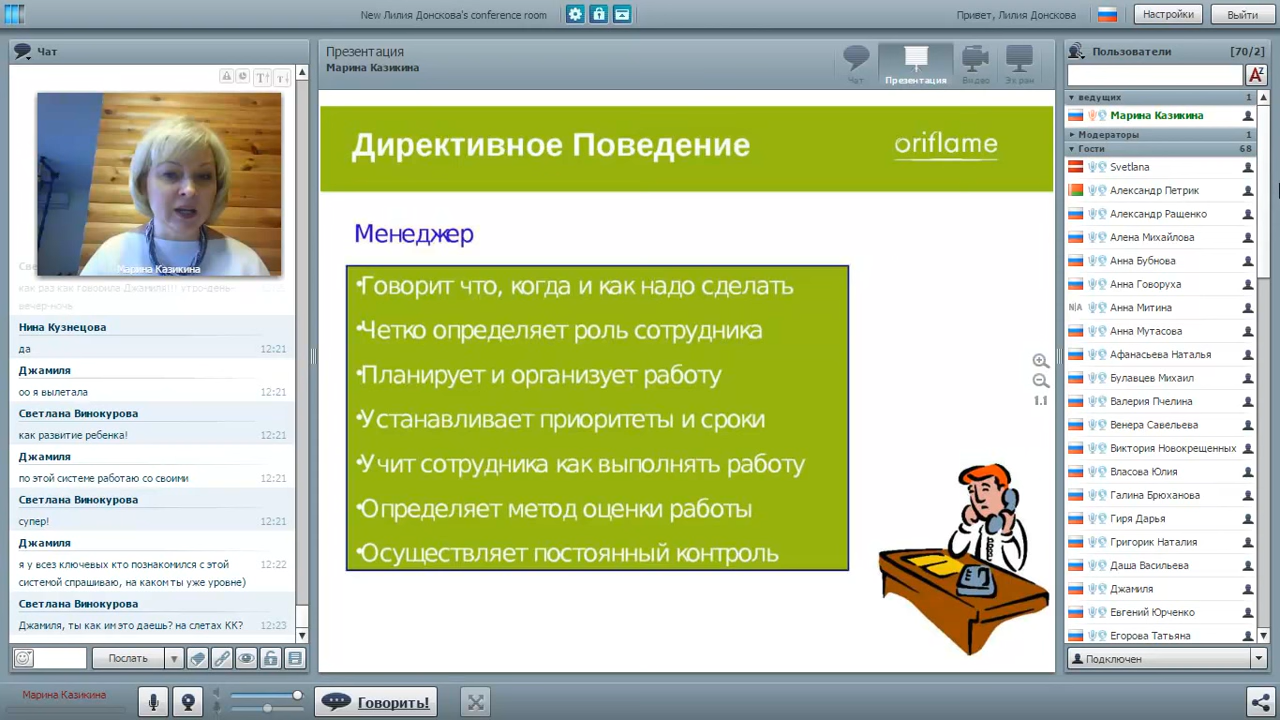 New Лилия Донскова's conference room
Привет, Лилия Донскова
Настройки
Выйти
Чат
Марина Казикина
как раз как говорила Джамиля!!! утро-день-
вечер-ночь
Нина Кузнецова
да
12:21
Джамиля
оо я вылетала
12:21
Светлана Винокурова
как развитие ребенка!
12:21
Джамиля
по этой системе работаю со своими
12:21
Светлана Винокурова
супер!
12:21
Джамиля
я у всез ключевых кто познакомился с этой
системой спрашиваю, на каком ты уже уровне)
12:22
Светлана Винокурова
Джамиля, ты как им это даешь? на слетах КК?
12:23
Послать
Марина Казикина
Говорить!
Презентация
Марина Казикина
Чат
Презентация
Видео
Экран
Директивное Поведение
oriflame
Менеджер
•Говорит что, когда и как надо сделать
•Четко определяет роль сотрудника
•Планирует и организует работу
•Устанавливает приоритеты и сроки
•Учит сотрудника как выполнять работу
•Определяет метод оценки работы
•Осуществляет постоянный контроль
1.1
Пользователи
[70/2]
ведущих
1
Марина Казикина
Модераторы
1
Гости
68
Svetlana
Александр Петрик
Александр Ращенко
Алена Михайлова
Анна Бубнова
Анна Говоруха
N/A
Анна Митина
Анна Мутасова
Афанасьева Наталья
Булавцев Михаил
Валерия Пчелина
Венера Савельева
Виктория Новокрещенных
Власова Юлия
Галина Брюханова
Гиря Дарья
Григорик Наталия
Даша Васильева
Джамиля
Евгений Юрченко
Егорова Татьяна
Подключен